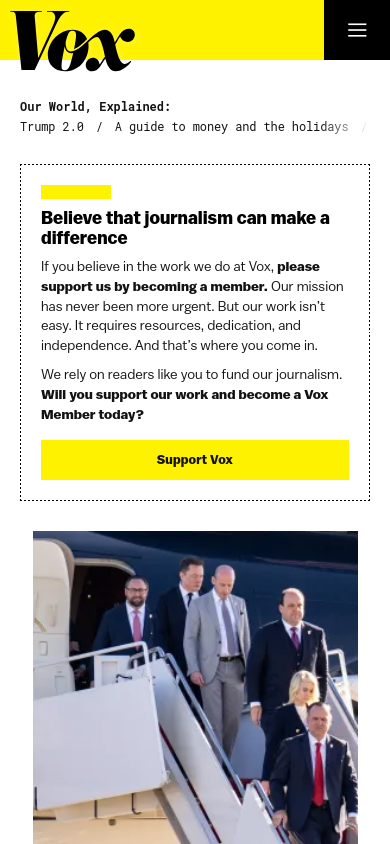 Vox
Our World, Explained:
Trump 2.0 / A guide to money and the holidays /
Believe that journalism can make a
difference
If you believe in the work we do at Vox, please
support us by becoming a member. Our mission
has never been more urgent. But our work isn’t
easy. It requires resources, dedication, and
independence. And that’s where you come in.
We rely on readers like you to fund our journalism.
Will you support our work and become a Vox
Member today?
Support Vox